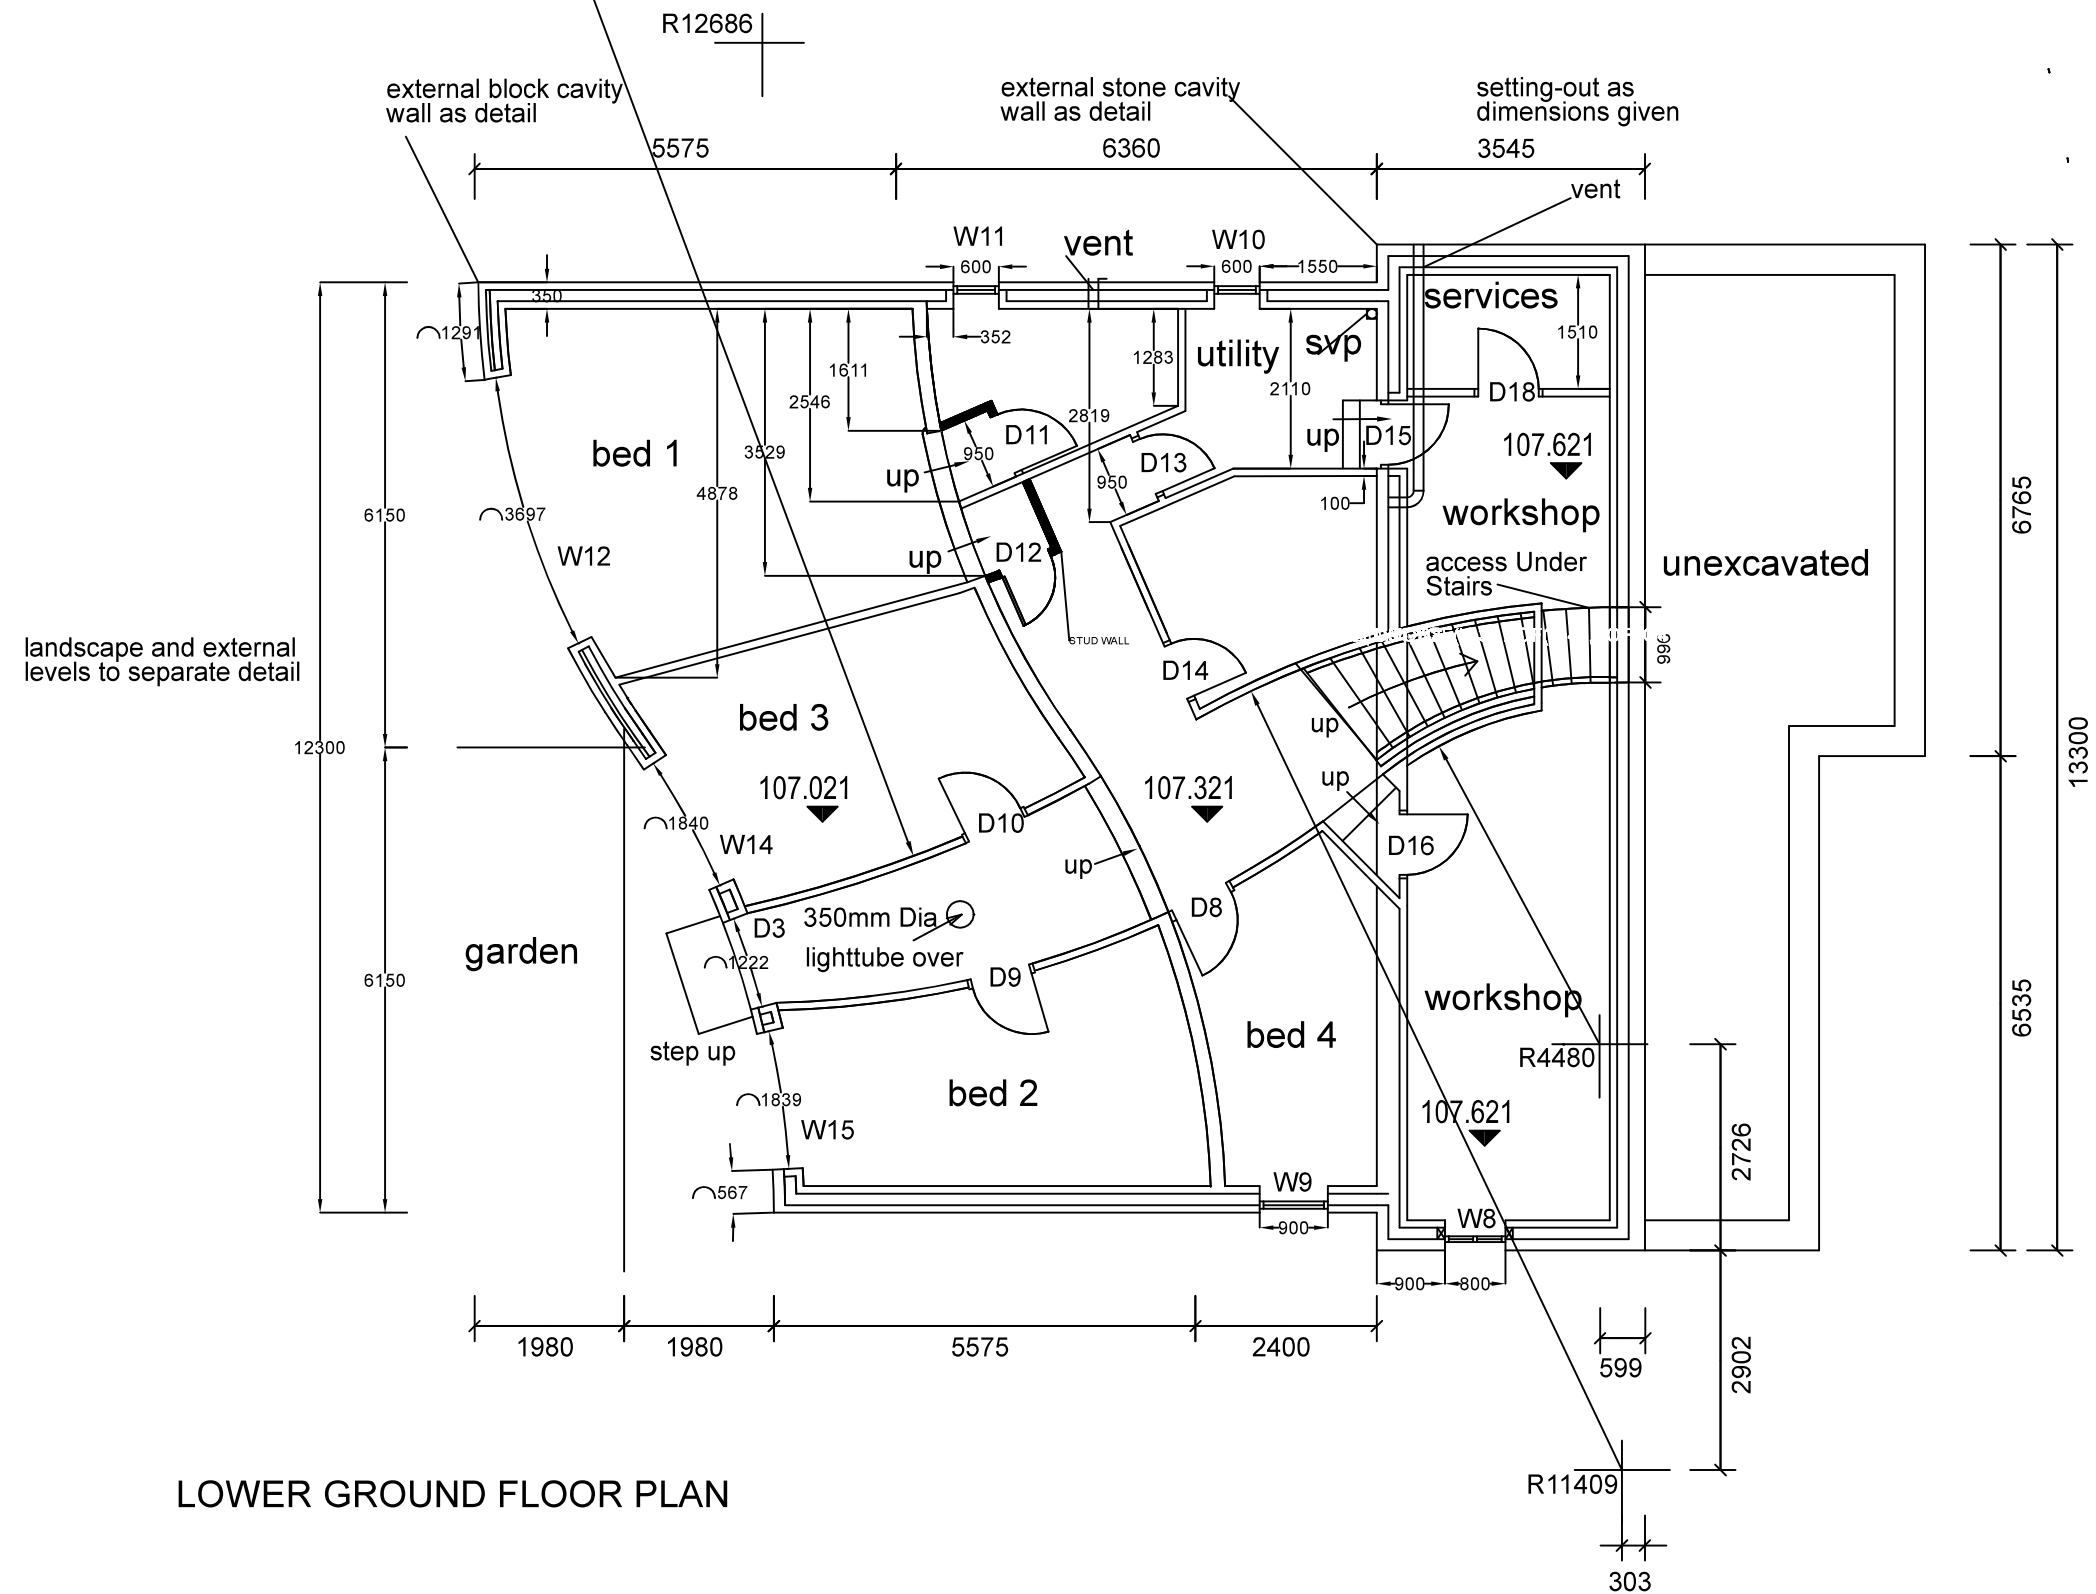 R12686
external block cavity
wall as detail
external stone cavity
wall as detail
setting-out as
dimensions given
5575
6360
3545
vent
W11
vent
W10
600
600
1550
350
services
1291
352
1510
1283
utility
svp
1611
2110
2546
D18
2819
D11
up
D15
107.621
bed 1
3529
950
D13
up
950
4878
100
6150
3697
workshop
6765
W12
up
D12
access Under
Stairs
unexcavated
STUD WALL
landscape and external
levels to separate detail
996
D14
bed 3
up
12300
13300
107.021
107.321
up
1840
D10
W14
D16
up
D8
350mm Dia
D3
garden
lighttube over
1222
D9
6150
workshop
6535
bed 4
step up
R4480
bed 2
1839
107.621
W15
2726
W9
567
W8
900
900
800
1980
1980
5575
2400
599
2902
R11409
LOWER GROUND FLOOR PLAN
303